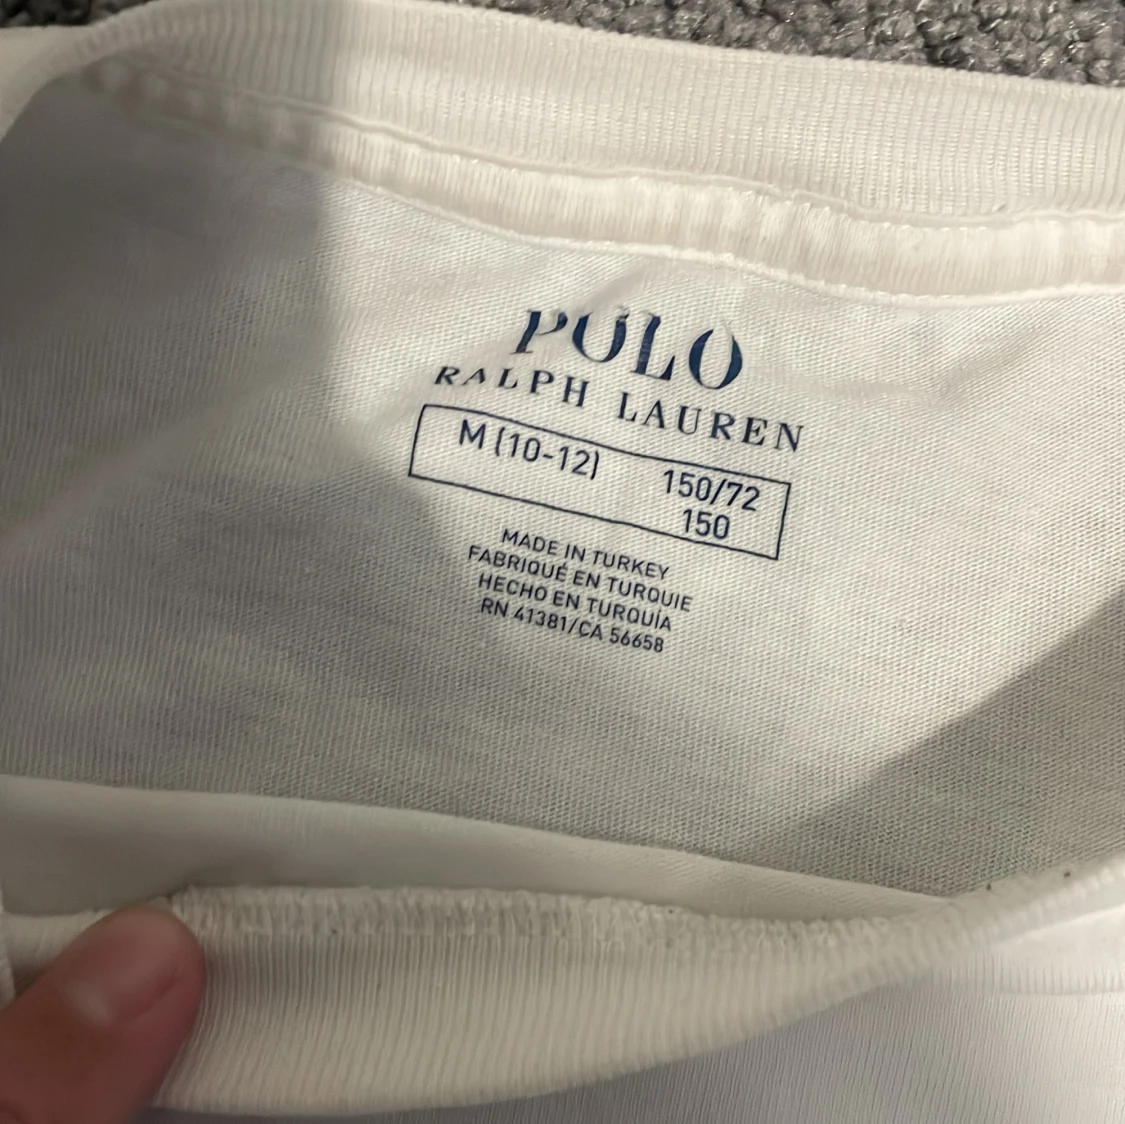 POLO
RALPH LAUREN
M (10-12) 150/72
150
MADE IN TURKEY
FABRIQUÉ EN TURQUIE
HECHO EN TURQUÍA
RN 41381/CA 56658